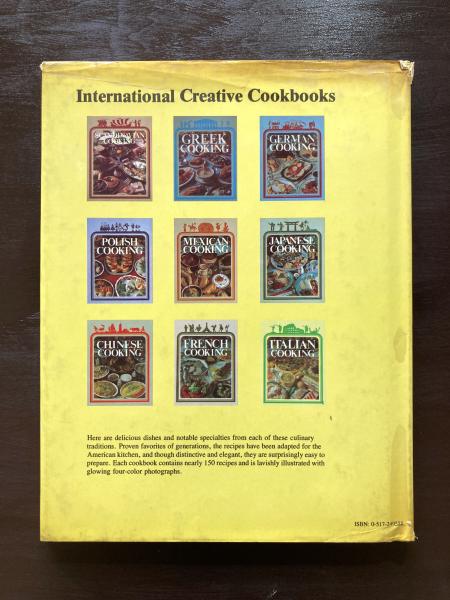 International Creative Cookbooks
SCANDINAVIAN
COOKING
GREEK
COOKING
GERMAN
COOKING
POLISH
COOKING
MEXICAN
COOKING
JAPANESE
COOKING
CHINESE
COOKING
FRENCH
COOKING
ITALIAN
COOKING
Here are delicious dishes and notable specialties from each of these culinary
traditions. Proven favorites of generations, the recipes have been adapted for the
American kitchen, and though distinctive and elegant, they are surprisingly easy to
prepare. Each cookbook contains nearly 150 recipes and is lavishly illustrated with
glowing four-color photographs.
ISBN: